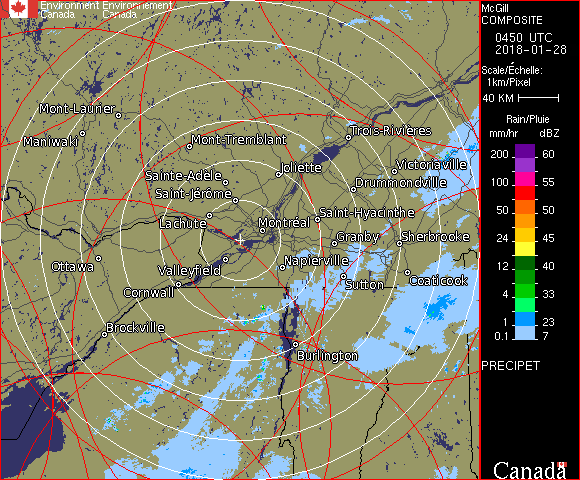 Environment Environnement
Canada Canada
McGill
COMPOSITE
0450 UTC
2018-01-28
Scale/Échelle:
1km/Pixel
40 KM
Rain/Pluie
mm/hr dBZ
200 60
55
100 55
50 50
24 45
12 40
4 33
1 23
0.1 7
PRECIPET
Canada
Mont-Laurier
Maniwaki
Mont-Tremblant
Trois-Rivières
Sainte-Adèle
Joliette
Victoriaville
Saint-Jérôme
Drummondville
Lachute
Montréal
Saint-Hyacinthe
Granby
Sherbrooke
Ottawa
Valleyfield
Napierville
Cornwall
Sutton
Coaticook
Brockville
Burlington